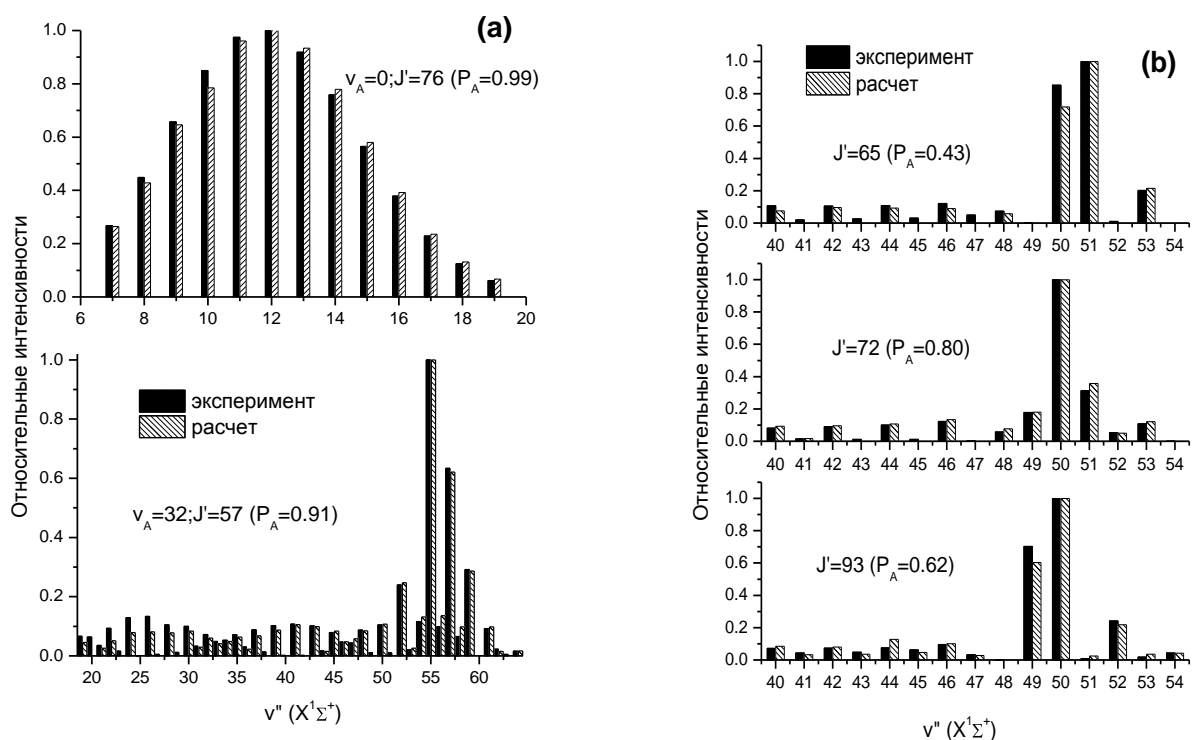 (a)
1.0
0.8
0.6
0.4
0.2
0.0
v_A=0;J'=76 (P_A=0.99)
6 8 10 12 14 16 18 20
Относительные интенсивности
1.0
0.8
0.6
0.4
0.2
0.0
эксперимент
расчет
v_A=32;J'=57 (P_A=0.91)
20 25 30 35 40 45 50 55 60
v" (X¹Σ⁺)
(b)
эксперимент
расчет
1.0
0.8
0.6
0.4
0.2
0.0
J'=65 (P_A=0.43)
40 41 42 43 44 45 46 47 48 49 50 51 52 53 54
Относительные интенсивности
1.0
0.8
0.6
0.4
0.2
0.0
J'=72 (P_A=0.80)
40 41 42 43 44 45 46 47 48 49 50 51 52 53 54
1.0
0.8
0.6
0.4
0.2
0.0
J'=93 (P_A=0.62)
40 41 42 43 44 45 46 47 48 49 50 51 52 53 54
v" (X¹Σ⁺)